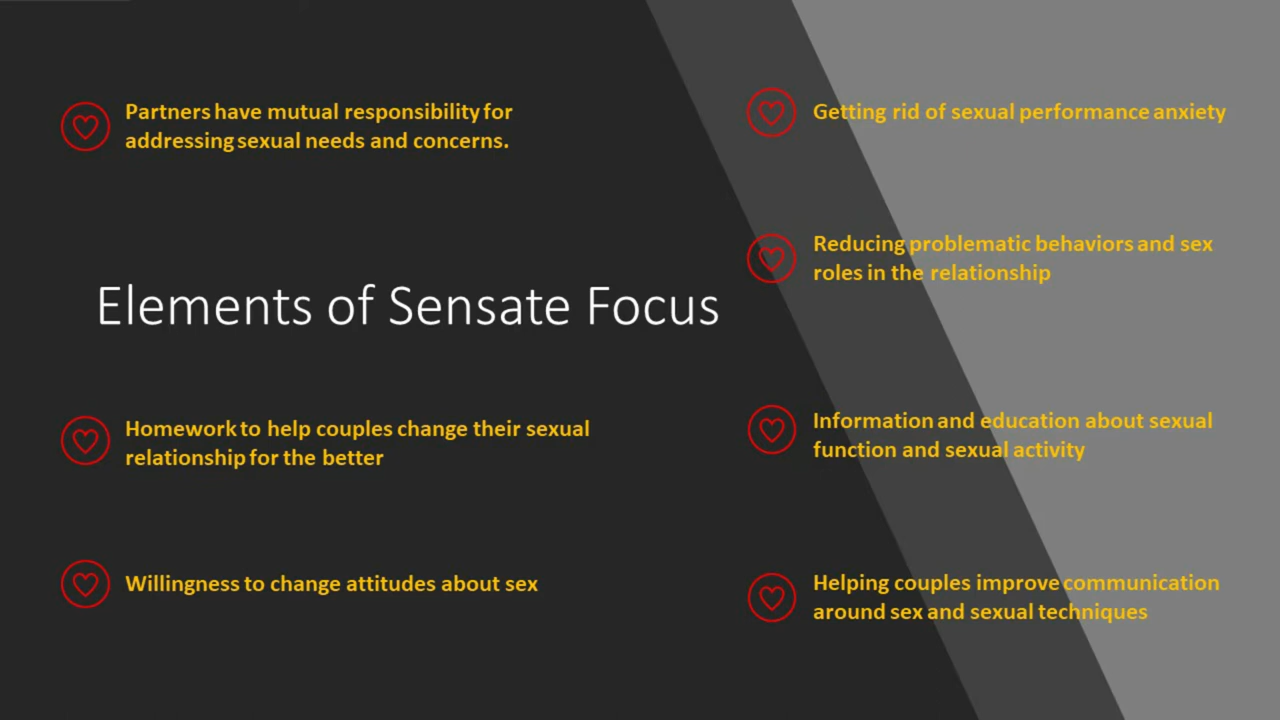 Partners have mutual responsibility for
addressing sexual needs and concerns.
Elements of Sensate Focus
Homework to help couples change their sexual
relationship for the better
Willingness to change attitudes about sex
Getting rid of sexual performance anxiety
Reducing problematic behaviors and sex
roles in the relationship
Information and education about sexual
function and sexual activity
Helping couples improve communication
around sex and sexual techniques